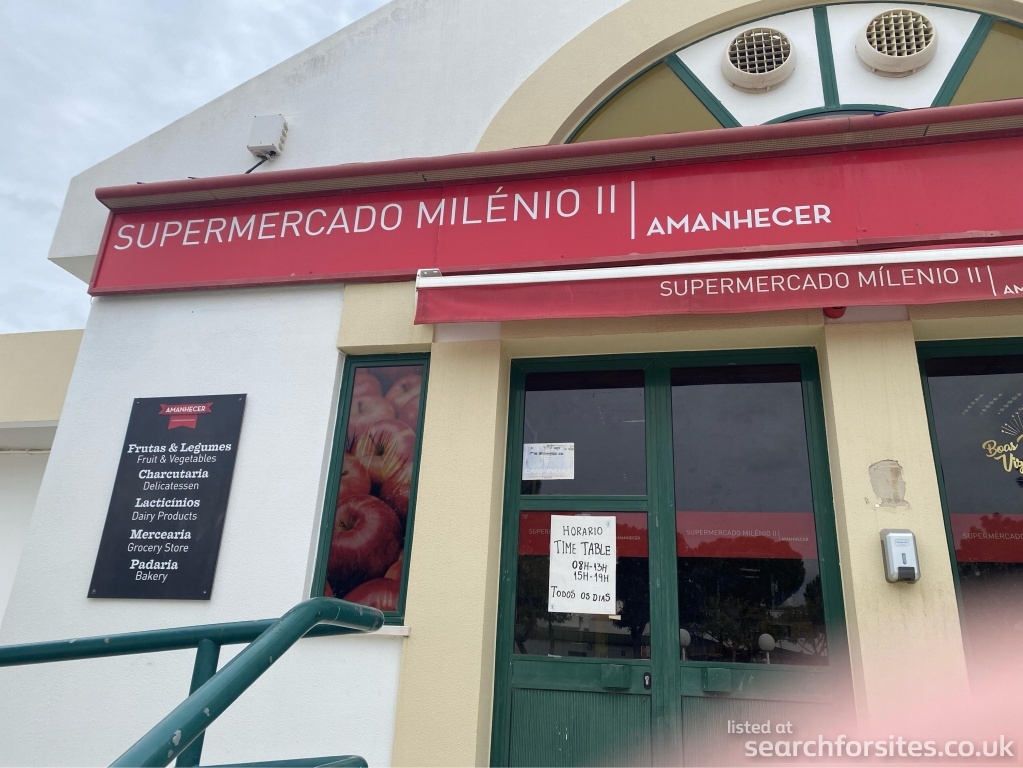 SUPERMERCADO MILÉNIO II | AMANHECER
SUPERMERCADO MÍLENIO II | AM
AMANHECER
Frutas & Legumes
Fruit & Vegetables
Charcutaria
Delicatessen
Lacticínios
Dairy Products
Mercearia
Grocery Store
Padaria
Bakery
HORARIO
TIME TABLE
08H-13H
15H-19H
TODOS OS DIAS
SUPERMERCADO MILÉNIO II
SUPERMERCADO
Boas
listed at
searchforsites.co.uk